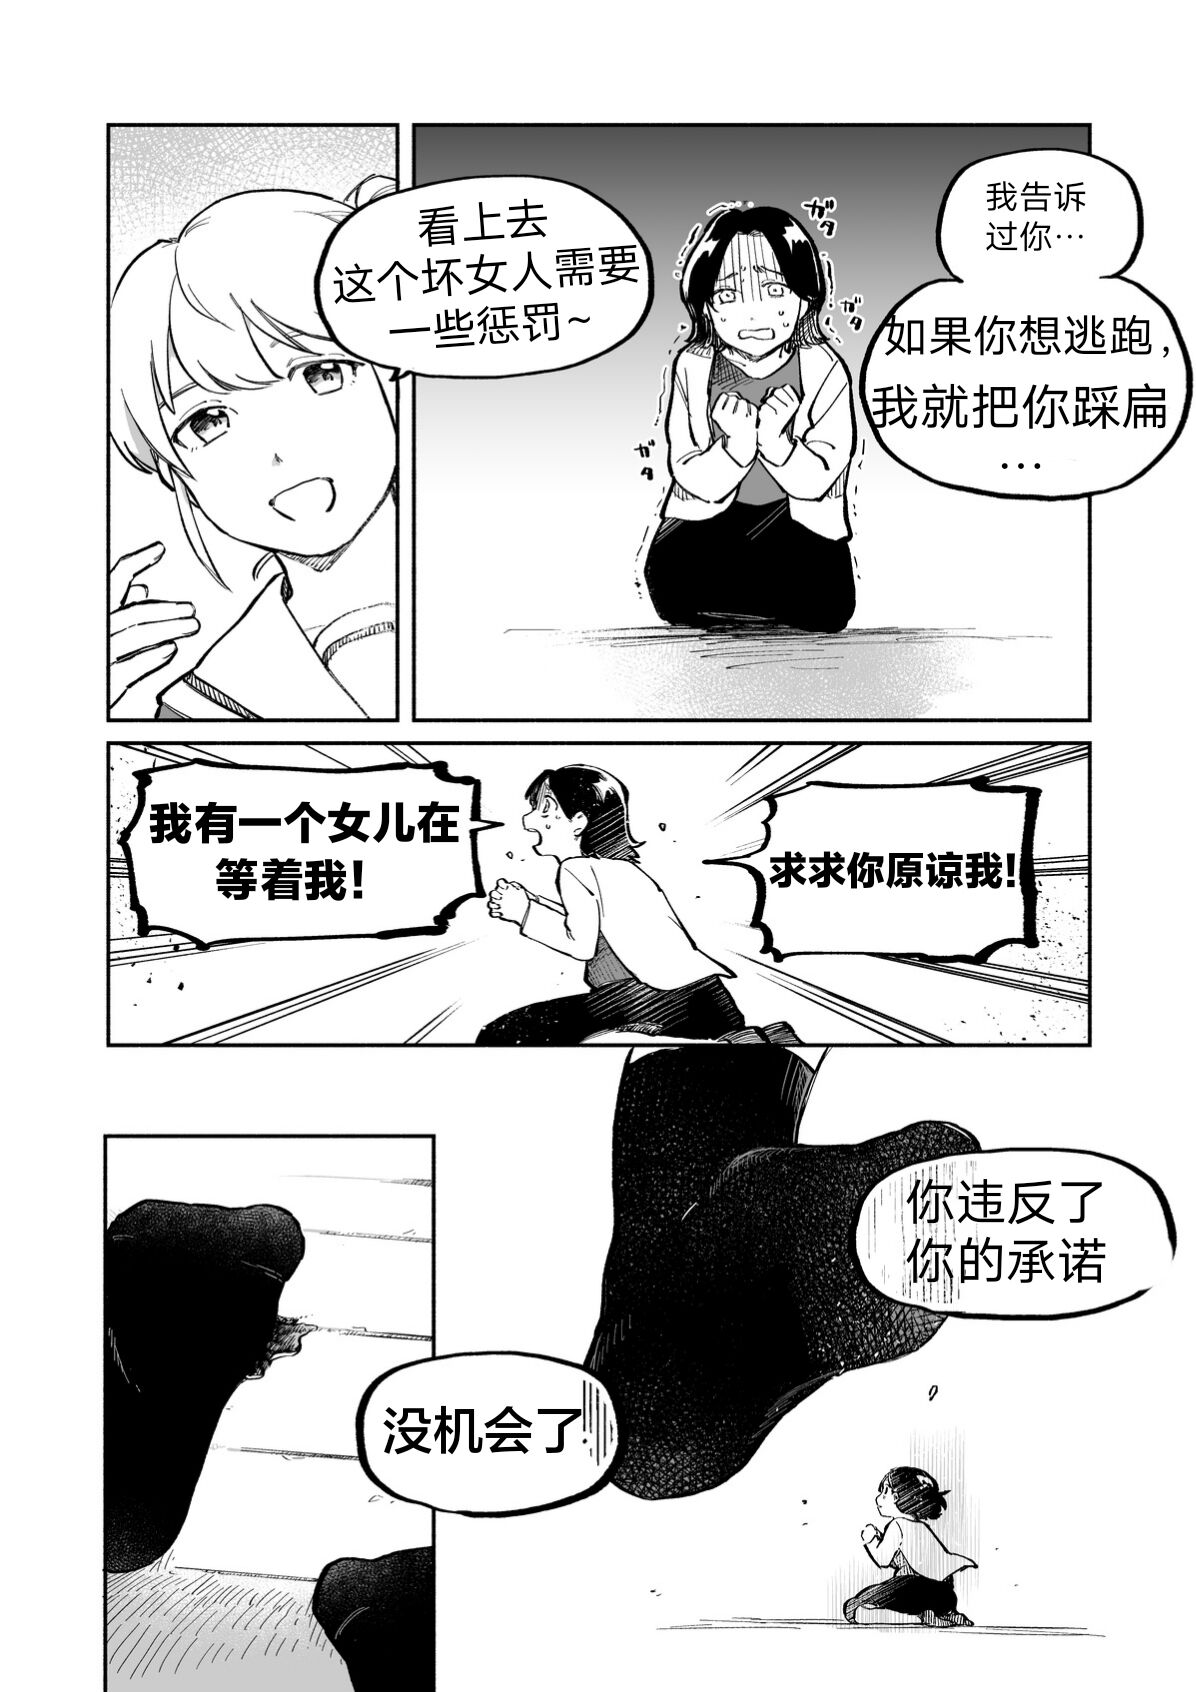 我告诉
过你…
如果你想逃跑，
我就把你踩扁
…
ガタ
ガタ
ガタ
看上去
这个坏女人需要
一些惩罚~
求求你原谅我！
我有一个女儿在
等着我！
你违反了
你的承诺
没机会了